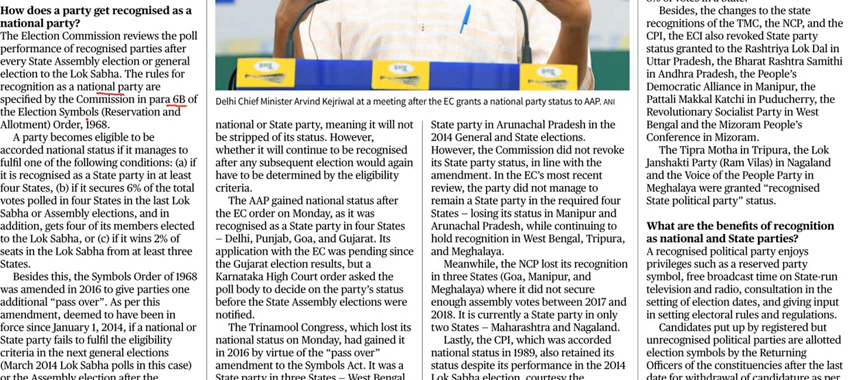 How does a party get recognised as a
national party?
The Election Commission reviews the poll
performance of recognised parties after
every State Assembly election or general
election to the Lok Sabha. The rules for
recognition as a national party are
specified by the Commission in para 6B of
the Election Symbols (Reservation and
Allotment) Order, 1968.
A party becomes eligible to be
accorded national status if it manages to
fulfil one of the following conditions: (a) if
it is recognised as a State party in at least
four States, (b) if it secures 6% of the total
votes polled in four States in the last Lok
Sabha or Assembly elections, and in
addition, gets four of its members elected
to the Lok Sabha, or (c) if it wins 2% of
seats in the Lok Sabha from at least three
States.
Besides this, the Symbols Order of 1968
was amended in 2016 to give parties one
additional “pass over”. As per this
amendment, deemed to have been in
force since January 1, 2014, if a national or
State party fails to fulfil the eligibility
criteria in the next general elections
(March 2014 Lok Sabha polls in this case)
or the Assembly election after the
Delhi Chief Minister Arvind Kejriwal at a meeting after the EC grants a national party status to AAP. ANI
national or State party, meaning it will not
be stripped of its status. However,
whether it will continue to be recognised
after any subsequent election would again
have to be determined by the eligibility
criteria.
The AAP gained national status after
the EC order on Monday, as it was
recognised as a State party in four States
— Delhi, Punjab, Goa, and Gujarat. Its
application with the EC was pending since
the Gujarat election results, but a
Karnataka High Court order asked the
poll body to decide on the party’s status
before the State Assembly elections were
notified.
The Trinamool Congress, which lost its
national status on Monday, had gained it
in 2016 by virtue of the “pass over”
amendment to the Symbols Act. It was a
State party in three States — West Bengal
State party in Arunachal Pradesh in the
2014 General and State elections.
However, the Commission did not revoke
its State party status, in line with the
amendment. In the EC’s most recent
review, the party did not manage to
remain a State party in the required four
States — losing its status in Manipur and
Arunachal Pradesh, while continuing to
hold recognition in West Bengal, Tripura,
and Meghalaya.
Meanwhile, the NCP lost its recognition
in three States (Goa, Manipur, and
Meghalaya) where it did not secure
enough assembly votes between 2017 and
2018. It is currently a State party in only
two States — Maharashtra and Nagaland.
Lastly, the CPI, which was accorded
national status in 1989, also retained its
status despite its performance in the 2014
Lok Sabha election, courtesy the
Besides, the changes to the state
recognitions of the TMC, the NCP, and the
CPI, the ECI also revoked State party
status granted to the Rashtriya Lok Dal in
Uttar Pradesh, the Bharat Rashtra Samithi
in Andhra Pradesh, the People’s
Democratic Alliance in Manipur, the
Pattali Makkal Katchi in Puducherry, the
Revolutionary Socialist Party in West
Bengal and the Mizoram People’s
Conference in Mizoram.
The Tipra Motha in Tripura, the Lok
Janshakti Party (Ram Vilas) in Nagaland
and the Voice of the People Party in
Meghalaya were granted “recognised
State political party” status.
What are the benefits of recognition
as national and State parties?
A recognised political party enjoys
privileges such as a reserved party
symbol, free broadcast time on State-run
television and radio, consultation in the
setting of election dates, and giving input
in setting electoral rules and regulations.
Candidates put up by registered but
unrecognised political parties are allotted
election symbols by the Returning
Officers of the constituencies after the last
date for withdrawal of candidature as per